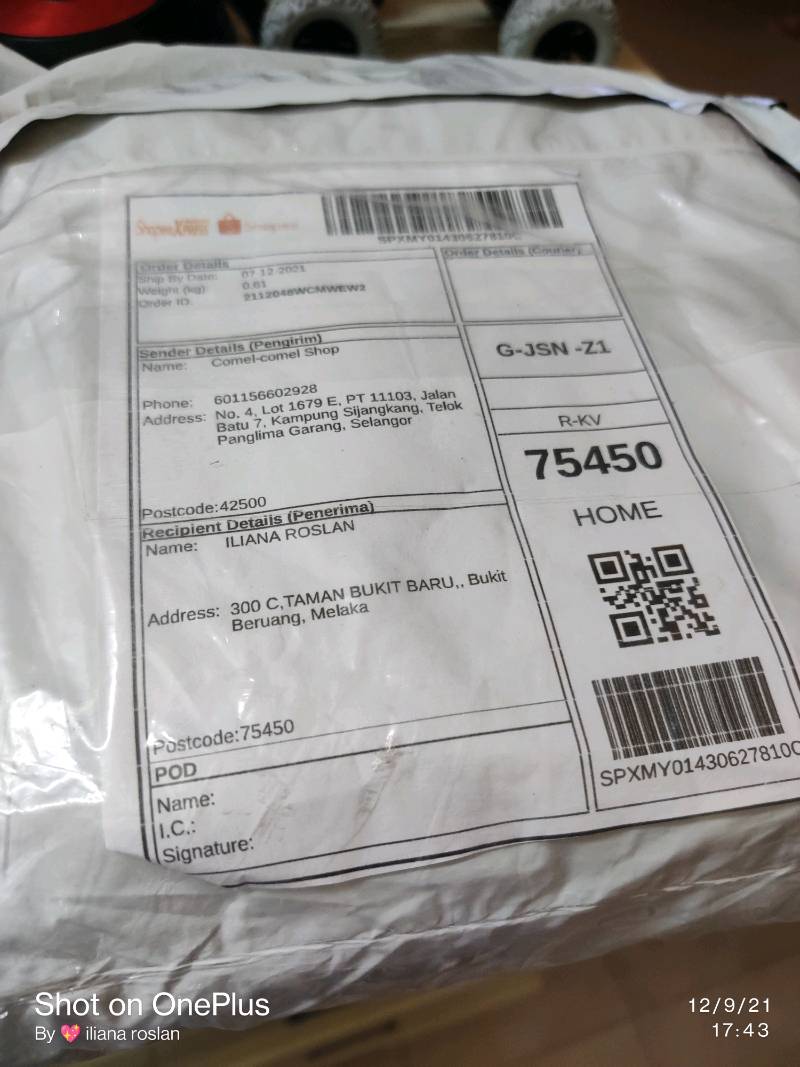 Shopee Xpress
SPXMY01430627810C
Order Details
Ship By Date: 07-12-2021
Weight (kg): 0.61
Order ID: 2112048WCMWEW2
Order Details (Courier)
Sender Details (Pengirim)
Name: Comel-comel Shop
Phone: 601156602928
Address: No. 4, Lot 1679 E, PT 11103, Jalan
Batu 7, Kampung Sijangkang, Telok
Panglima Garang, Selangor
Postcode:42500
G-JSN -Z1
R-KV
75450
HOME
Recipient Details (Penerima)
Name: ILIANA ROSLAN
Address: 300 C,TAMAN BUKIT BARU,, Bukit
Beruang, Melaka
Postcode:75450
SPXMY01430627810C
POD
Name:
I.C.:
Signature:
Shot on OnePlus
By 💖 iliana roslan
12/9/21
17:43